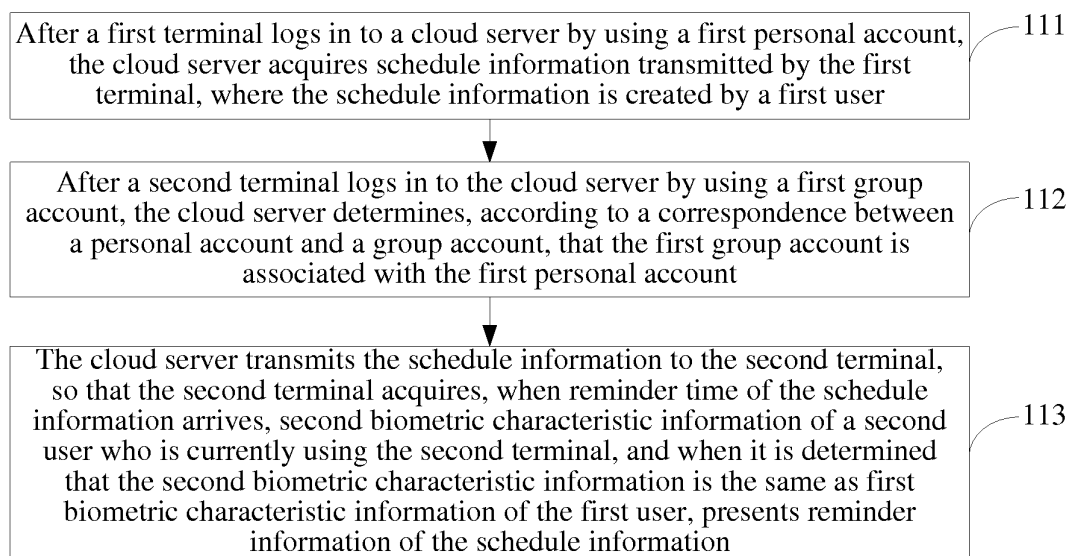 After a first terminal logs in to a cloud server by using a first personal account,
the cloud server acquires schedule information transmitted by the first
terminal, where the schedule information is created by a first user
111
After a second terminal logs in to the cloud server by using a first group
account, the cloud server determines, according to a correspondence between
a personal account and a group account, that the first group account is
associated with the first personal account
112
The cloud server transmits the schedule information to the second terminal,
so that the second terminal acquires, when reminder time of the schedule
information arrives, second biometric characteristic information of a second
user who is currently using the second terminal, and when it is determined
that the second biometric characteristic information is the same as first
biometric characteristic information of the first user, presents reminder
information of the schedule information
113